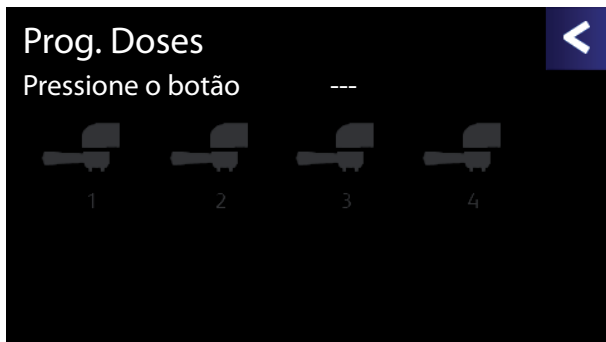 Prog. Doses
Pressione o botão ---
1 2 3 4